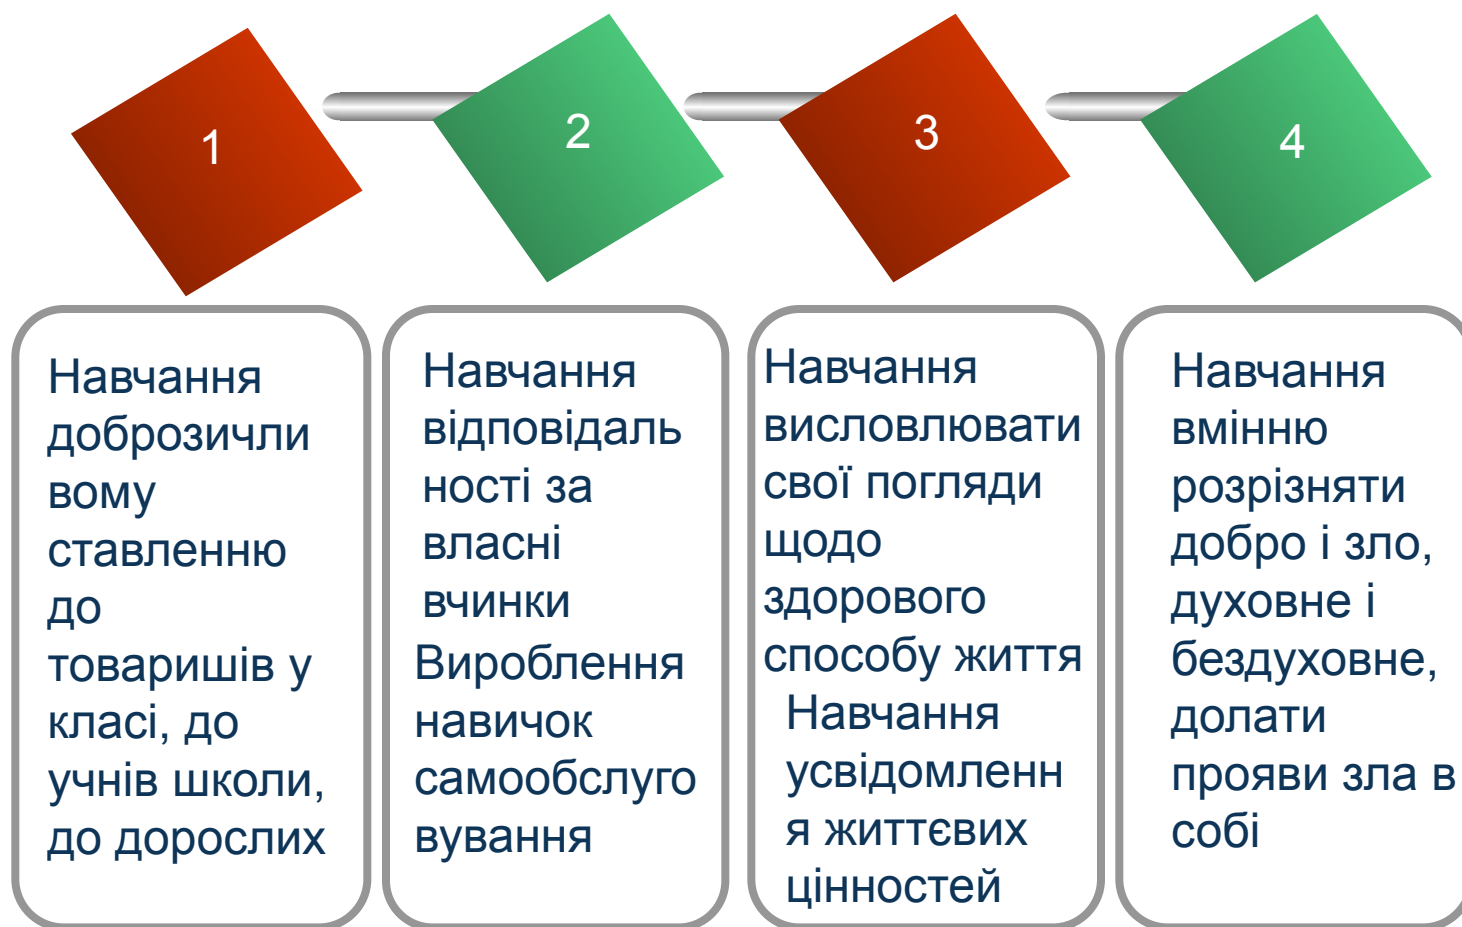 1
2
3
4
Навчання
доброзичли
вому
ставленню
до
товаришів у
класі, до
учнів школи,
до дорослих
Навчання
відповідаль
ності за
власні
вчинки
Вироблення
навичок
самообслуго
вування
Навчання
висловлювати
свої погляди
щодо
здорового
способу життя
Навчання
усвідомленн
я життєвих
цінностей
Навчання
вмінню
розрізняти
добро і зло,
духовне і
бездуховне,
долати
прояви зла в
собі